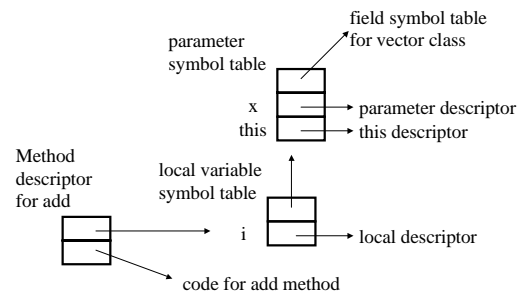 field symbol table
for vector class
parameter
symbol table
x
parameter descriptor
this
this descriptor
Method
descriptor
for add
local variable
symbol table
i
local descriptor
code for add method